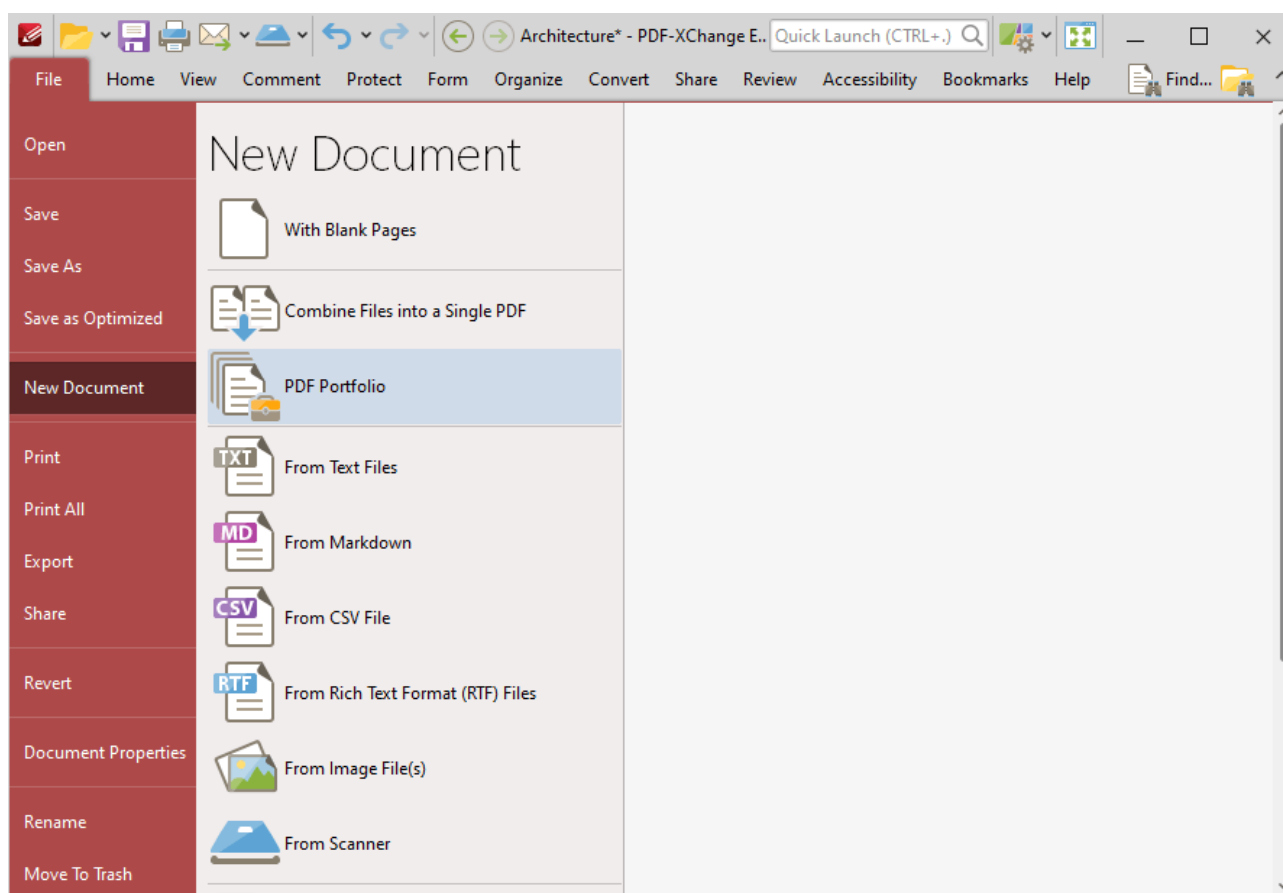 Architecture* - PDF-XChange E.. Quick Launch (CTRL+.)
File Home View Comment Protect Form Organize Convert Share Review Accessibility Bookmarks Help Find...
Open
Save
Save As
Save as Optimized
New Document
Print
Print All
Export
Share
Revert
Document Properties
Rename
Move To Trash
New Document
With Blank Pages
Combine Files into a Single PDF
PDF Portfolio
TXT From Text Files
MD From Markdown
CSV From CSV File
RTF From Rich Text Format (RTF) Files
From Image File(s)
From Scanner